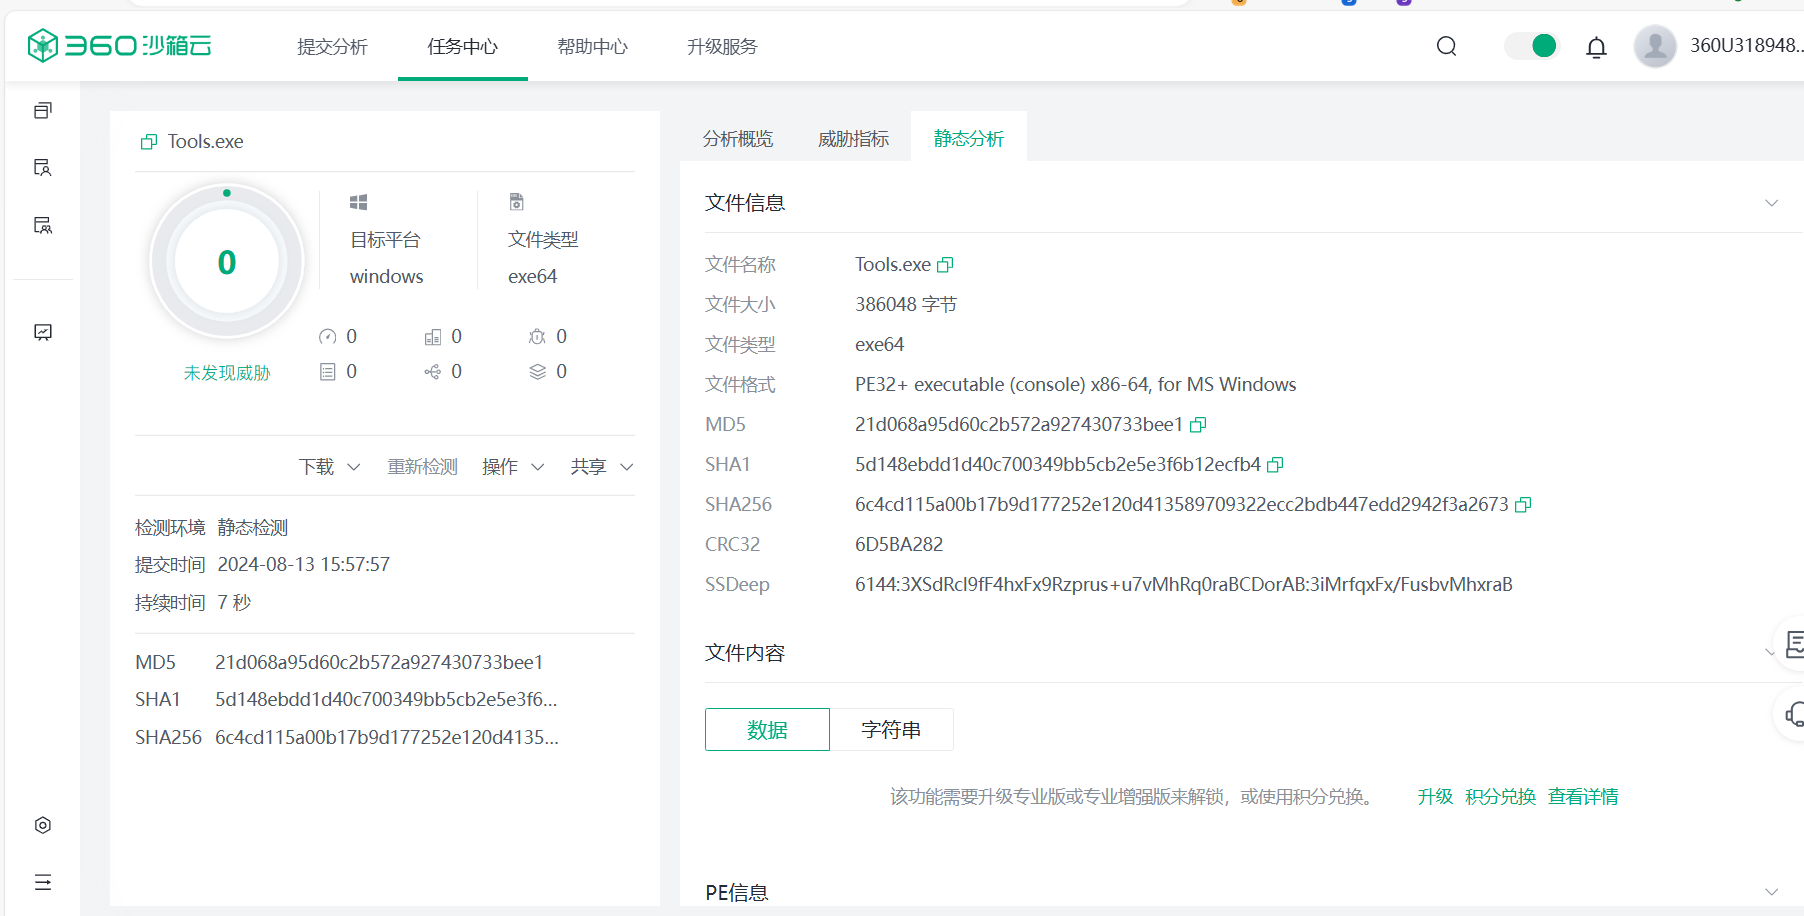 360沙箱云
提交分析 任务中心 帮助中心 升级服务
360U318948...
Tools.exe
0
未发现威胁
目标平台
windows
文件类型
exe64
0 0 0
0 0 0
下载 重新检测 操作 共享
检测环境 静态检测
提交时间 2024-08-13 15:57:57
持续时间 7 秒
MD5 21d068a95d60c2b572a927430733bee1
SHA1 5d148ebdd1d40c700349bb5cb2e5e3f6...
SHA256 6c4cd115a00b17b9d177252e120d4135...
分析概览 威胁指标 静态分析
文件信息
文件名称 Tools.exe
文件大小 386048 字节
文件类型 exe64
文件格式 PE32+ executable (console) x86-64, for MS Windows
MD5 21d068a95d60c2b572a927430733bee1
SHA1 5d148ebdd1d40c700349bb5cb2e5e3f6b12ecfb4
SHA256 6c4cd115a00b17b9d177252e120d413589709322ecc2bdb447edd2942f3a2673
CRC32 6D5BA282
SSDeep 6144:3XSdRcl9fF4hxFx9Rzprus+u7vMhRq0raBCDorAB:3iMrfqxFx/FusbvMhxraB
文件内容
数据 字符串
该功能需要升级专业版或专业增强版来解锁，或使用积分兑换。 升级 积分兑换 查看详情
PE信息